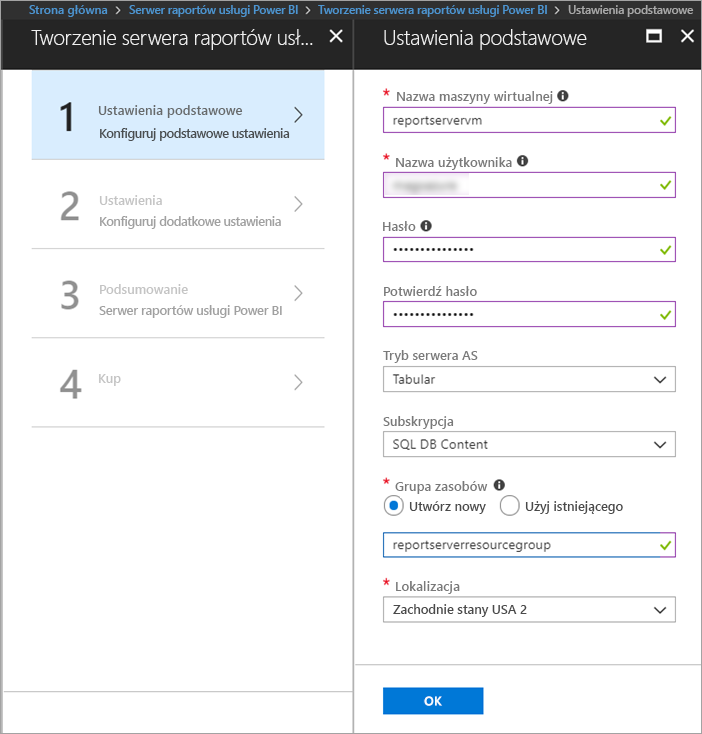 Strona główna > Serwer raportów usługi Power BI > Tworzenie serwera raportów usługi Power BI > Ustawienia podstawowe
Tworzenie serwera raportów usł...
1
Ustawienia podstawowe
Konfiguruj podstawowe ustawienia
2
Ustawienia
Konfiguruj dodatkowe ustawienia
3
Podsumowanie
Serwer raportów usługi Power BI
4
Kup
Ustawienia podstawowe
* Nazwa maszyny wirtualnej
reportservervm
* Nazwa użytkownika
Hasło
•••••••••••••••
Potwierdź hasło
•••••••••••••••
Tryb serwera AS
Tabular
Subskrypcja
SQL DB Content
* Grupa zasobów
Utwórz nowy Użyj istniejącego
reportserverresourcegroup
* Lokalizacja
Zachodnie stany USA 2
OK